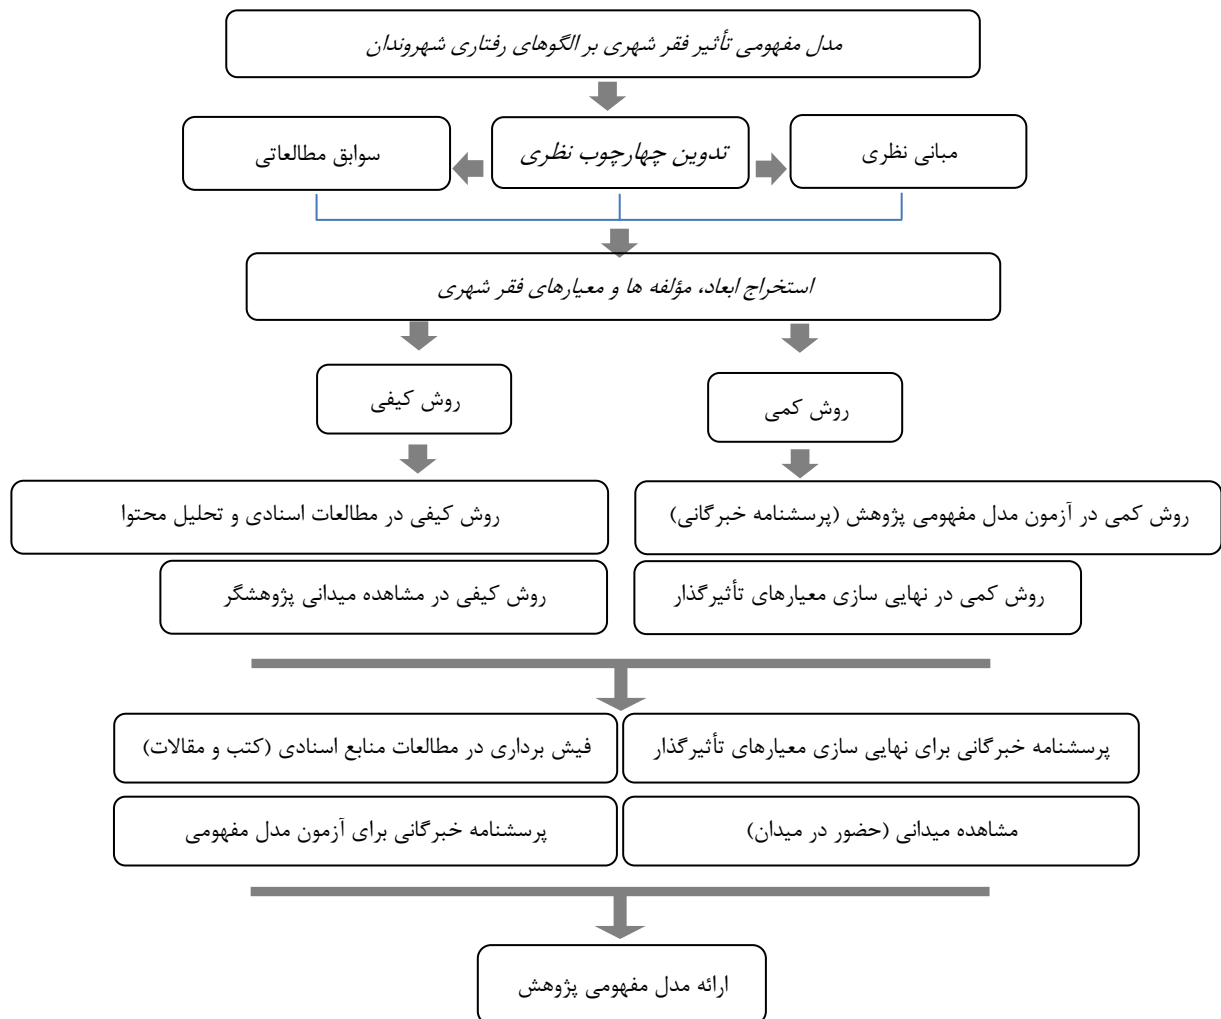 مدل مفهومی تأثیر فقر شهری بر الگوهای رفتاری شهروندان
مبانی نظری
تدوین چهارچوب نظری
سوابق مطالعاتی
استخراج ابعاد، مؤلفه ها و معیارهای فقر شهری
روش کمی
روش کیفی
روش کمی در آزمون مدل مفهومی پژوهش (پرسشنامه خبرگانی)
روش کیفی در مطالعات اسنادی و تحلیل محتوا
روش کمی در نهایی سازی معیارهای تأثیرگذار
روش کیفی در مشاهده میدانی پژوهشگر
پرسشنامه خبرگانی برای نهایی سازی معیارهای تأثیرگذار
فیش برداری در مطالعات منابع اسنادی (کتب و مقالات)
مشاهده میدانی (حضور در میدان)
پرسشنامه خبرگانی برای آزمون مدل مفهومی
ارائه مدل مفهومی پژوهش